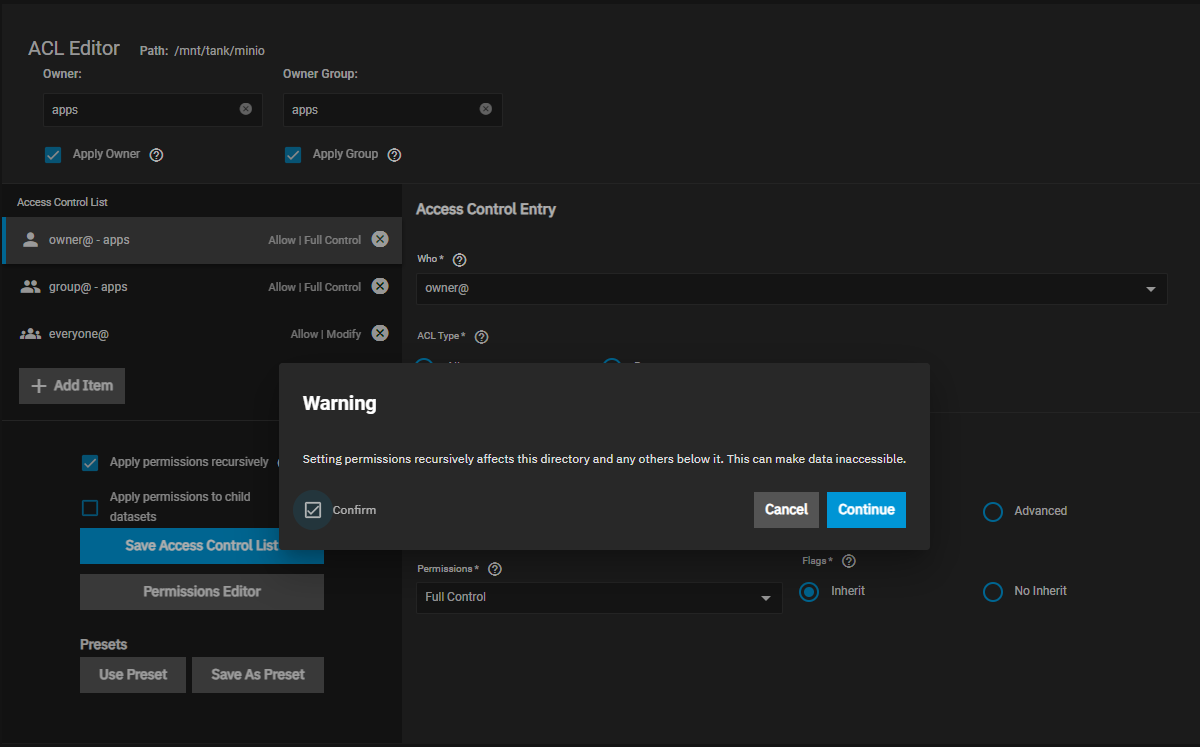 ACL Editor Path: /mnt/tank/minio
Owner: Owner Group:
apps apps
Apply Owner Apply Group
Access Control List
owner@ - apps Allow | Full Control
group@ - apps Allow | Full Control
everyone@ Allow | Modify
Add Item
Apply permissions recursively
Apply permissions to child
datasets
Save Access Control List
Permissions Editor
Presets
Use Preset Save As Preset
Access Control Entry
Who *
owner@
ACL Type *
Warning
Setting permissions recursively affects this directory and any others below it. This can make data inaccessible.
Confirm Cancel Continue
Advanced
Permissions * Flags *
Full Control Inherit No Inherit